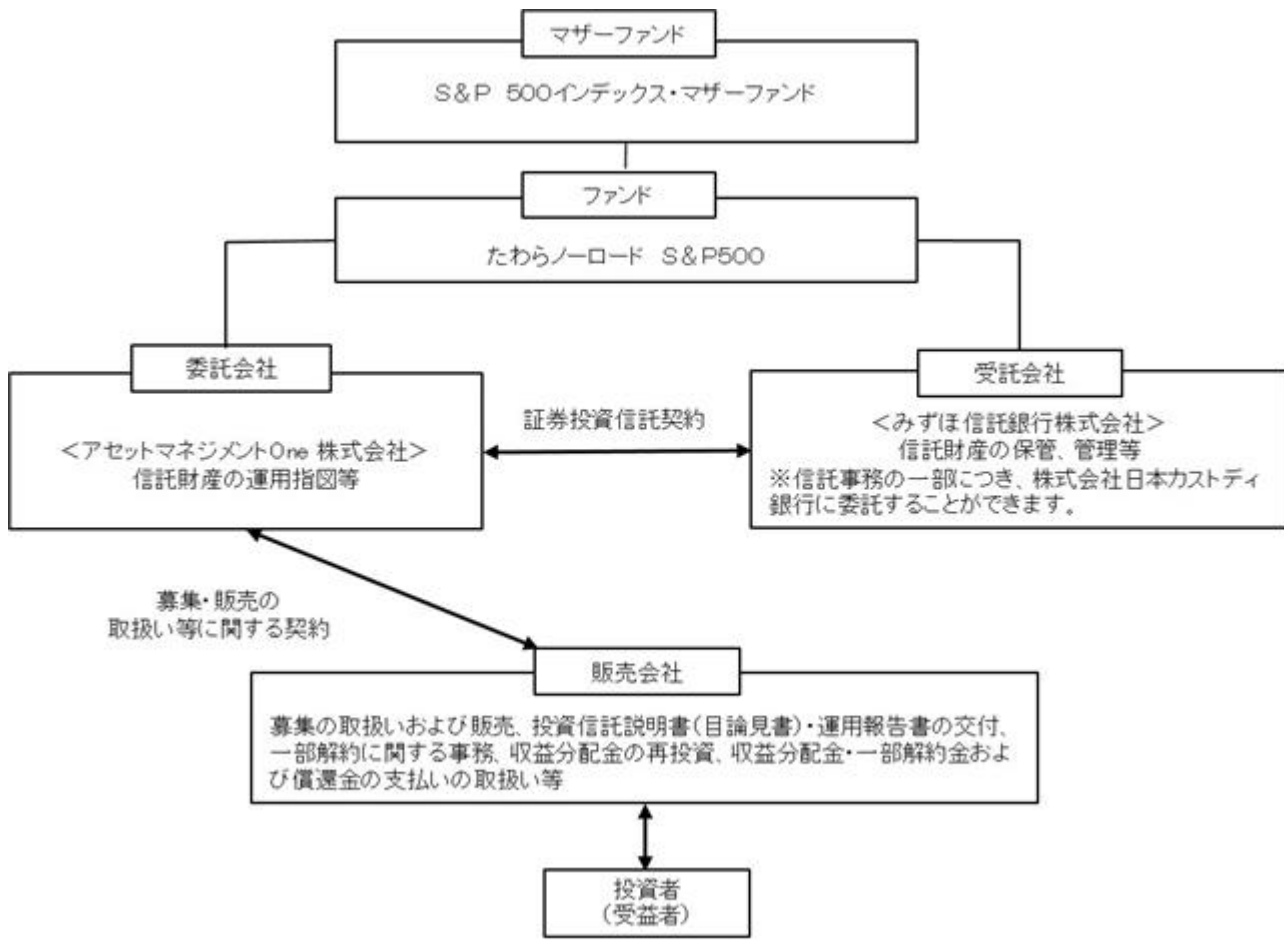 マザーファンド
S&P 500インデックス・マザーファンド
ファンド
たわらノーロード S&P500
委託会社
<アセットマネジメントOne 株式会社>
信託財産の運用指図等
証券投資信託契約
受託会社
<みずほ信託銀行株式会社>
信託財産の保管、管理等
※信託事務の一部につき、株式会社日本カストディ
銀行に委託することができます。
募集・販売の
取扱い等に関する契約
販売会社
募集の取扱いおよび販売、投資信託説明書(目論見書)・運用報告書の交付、
一部解約に関する事務、収益分配金の再投資、収益分配金・一部解約金およ
び償還金の支払いの取扱い等
投資者
(受益者)